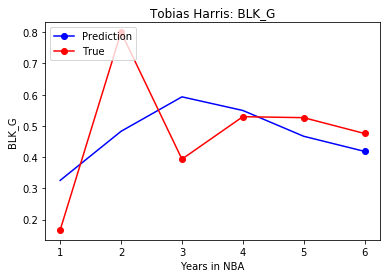 Tobias Harris: BLK_G
Prediction
True
0.8
0.7
0.6
0.5
0.4
0.3
0.2
BLK_G
1 2 3 4 5 6
Years in NBA